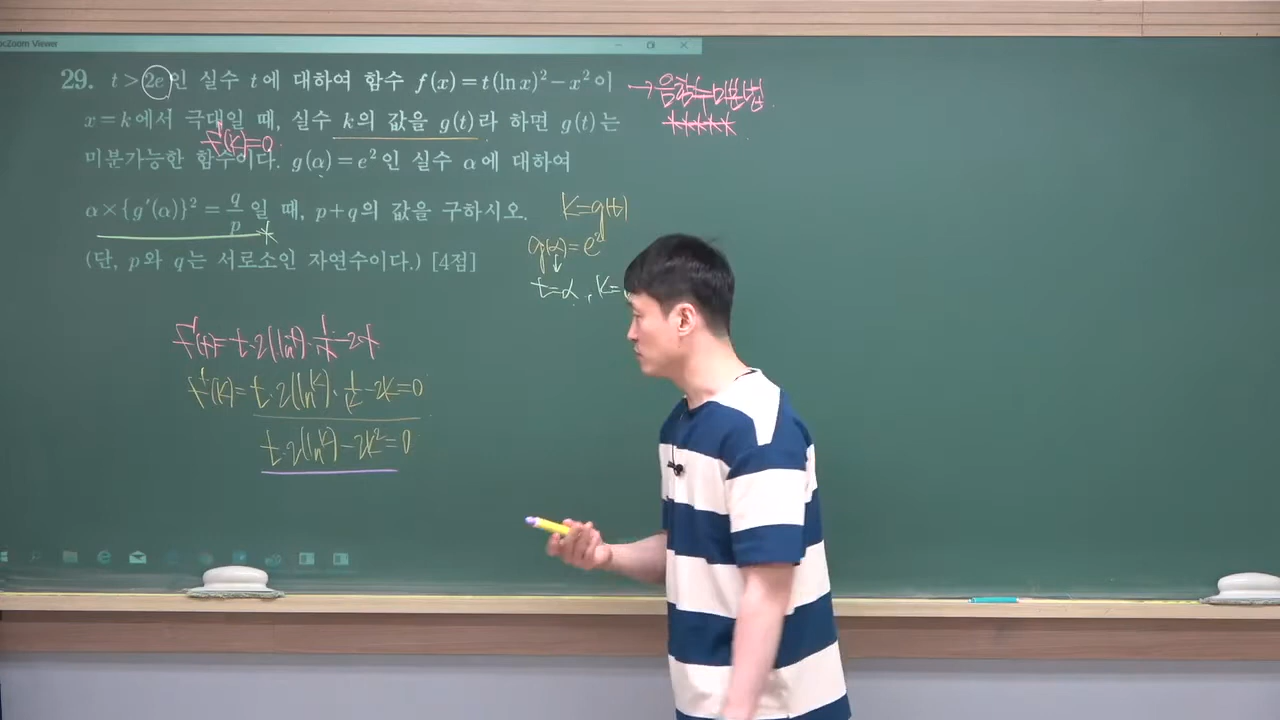 ocZoom Viewer
29. t > 2e인 실수 t에 대하여 함수 f(x) = t(ln x)² − x²이
x = k에서 극대일 때, 실수 k의 값을 g(t)라 하면 g(t)는
미분가능한 함수이다. g(α) = e²인 실수 α에 대하여
α × {g′(α)}² = q/p일 때, p + q의 값을 구하시오.
(단, p와 q는 서로소인 자연수이다.) [4점]
→ 음함수미분법
f'(k)=0
k=g(t)
g(α)=e²
t=α, k=
f'(x)=t·2(ln x)·1/x−2x
f'(k)=t·2(ln k)·1/k−2k=0
t·2(ln k)−2k²=0